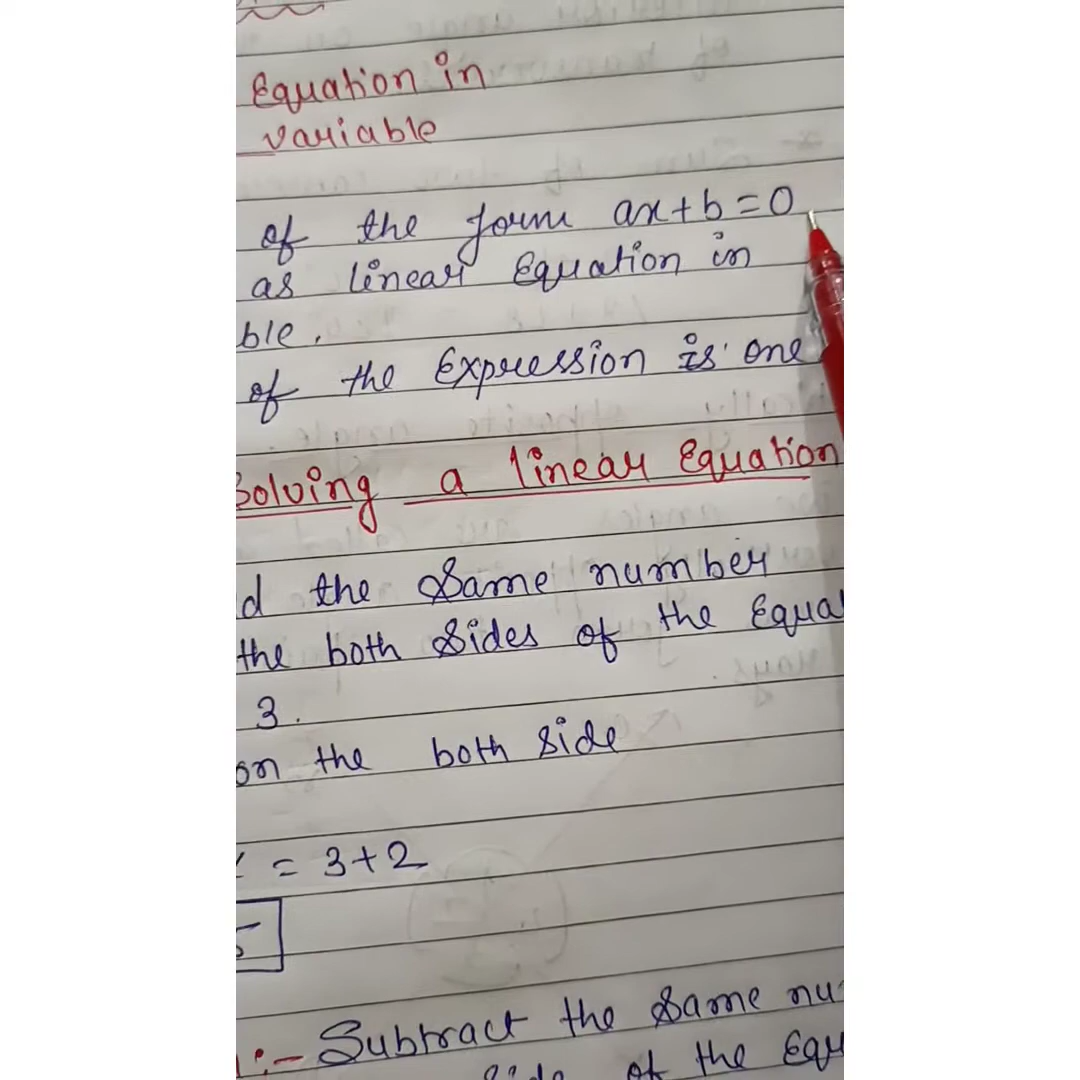 Equation in
variable
of the form ax+b=0
as linear Equation in
ble.
of the Expression is one
Solving a linear Equation
d the Same number
the both Sides of the Equa
3.
on the both Side
= 3+2
5
:- Subtract the Same nu
Side of the Equ